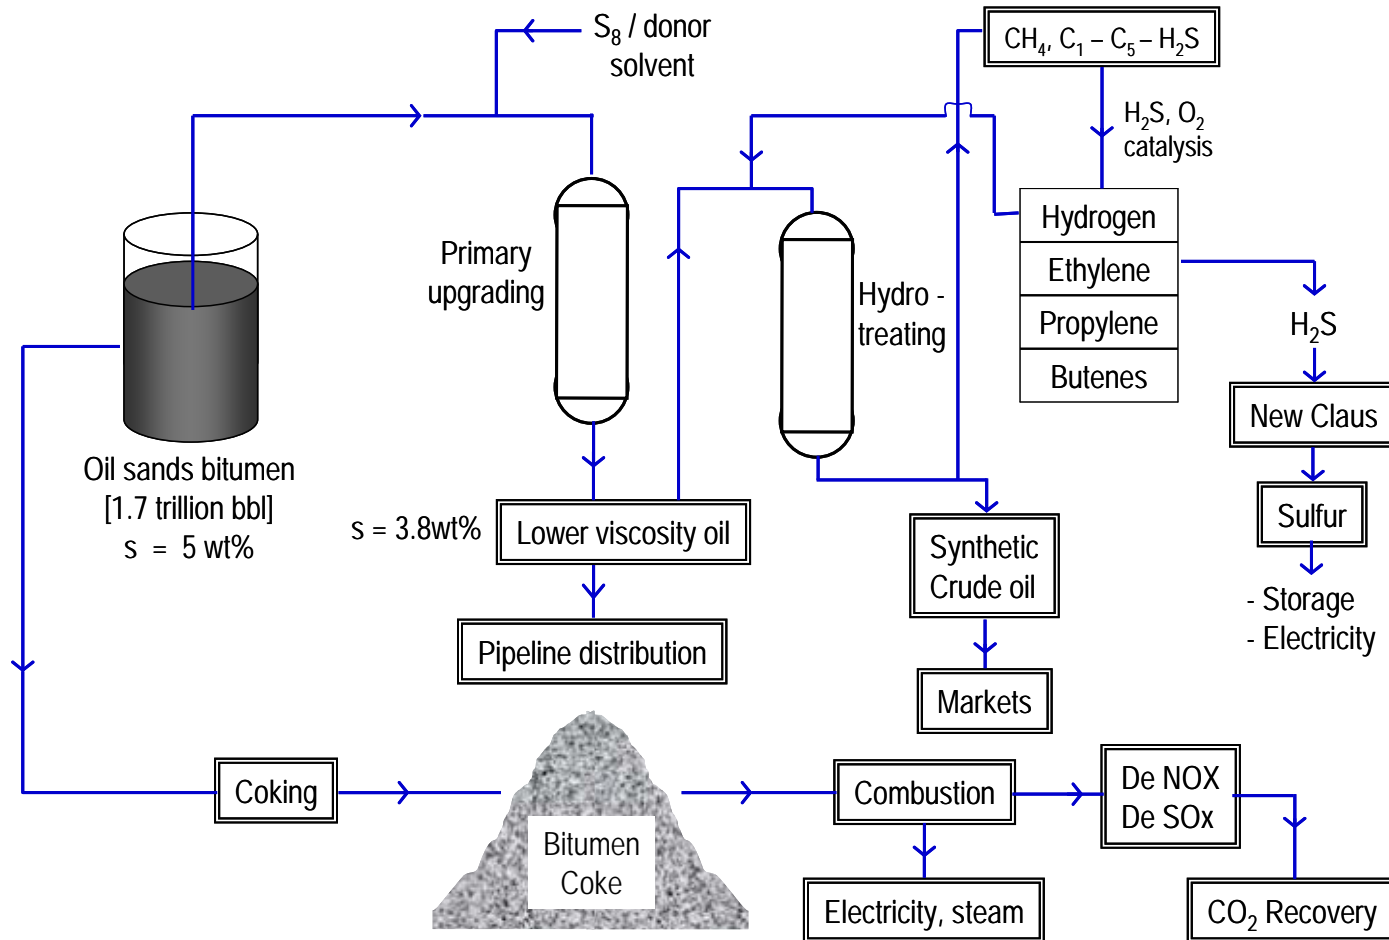 S₈ / donor
solvent
CH₄, C₁ – C₅ – H₂S
H₂S, O₂
catalysis
Primary
upgrading
Hydro -
treating
Hydrogen
Ethylene
Propylene
Butenes
H₂S
New Claus
Sulfur
- Storage
- Electricity
Oil sands bitumen
[1.7 trillion bbl]
s = 5 wt%
s = 3.8wt%
Lower viscosity oil
Pipeline distribution
Synthetic
Crude oil
Markets
Coking
Bitumen
Coke
Combustion
De NOX
De SOx
Electricity, steam
CO₂ Recovery